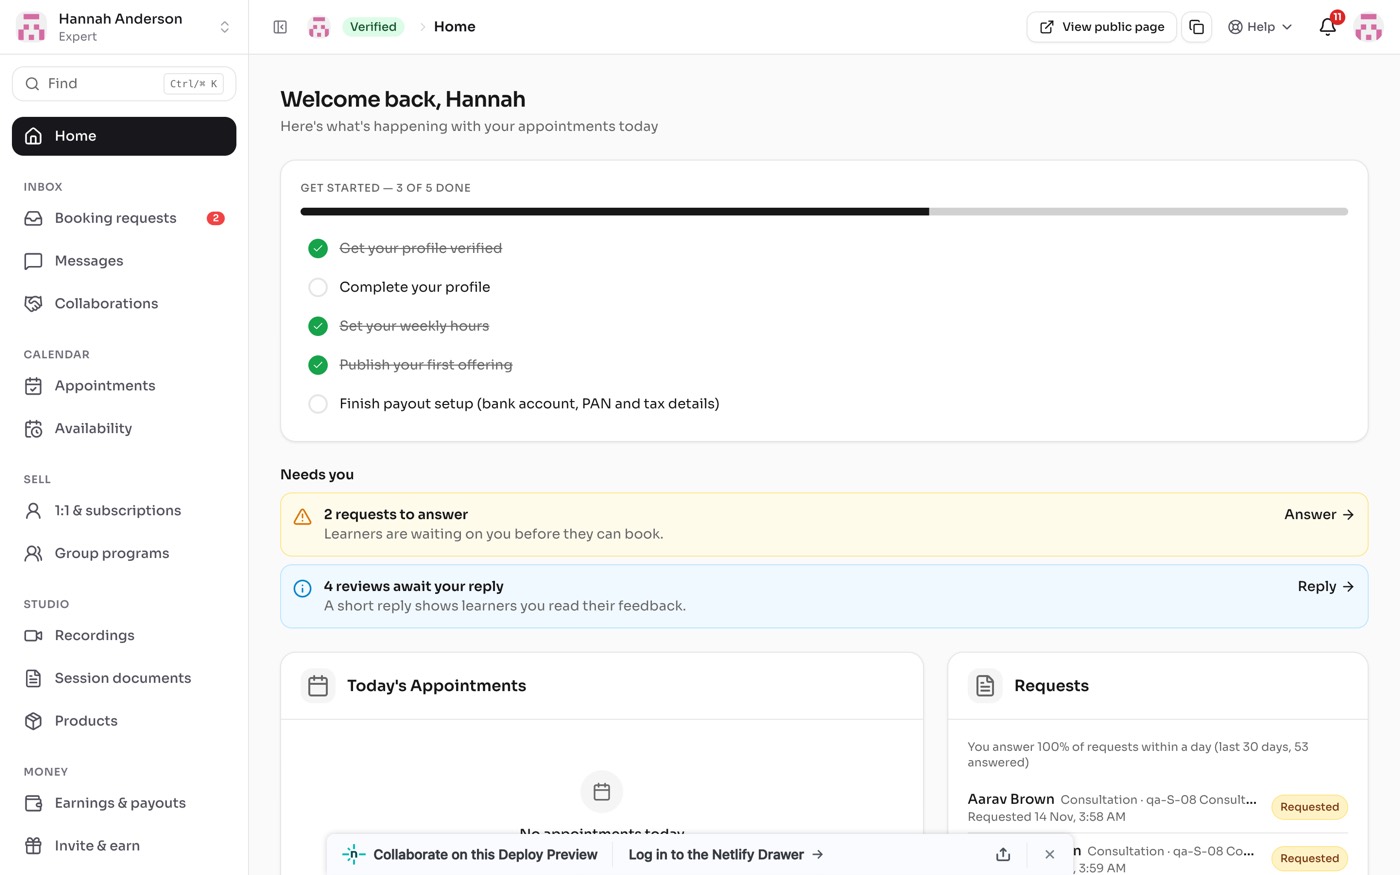 Hannah Anderson
Expert
Verified
Home
View public page
Help
11
Find
Ctrl/⌘ K
Home
INBOX
Booking requests
2
Messages
Collaborations
CALENDAR
Appointments
Availability
SELL
1:1 & subscriptions
Group programs
STUDIO
Recordings
Session documents
Products
MONEY
Earnings & payouts
Invite & earn
Welcome back, Hannah
Here's what's happening with your appointments today
GET STARTED — 3 OF 5 DONE
Get your profile verified
Complete your profile
Set your weekly hours
Publish your first offering
Finish payout setup (bank account, PAN and tax details)
Needs you
2 requests to answer
Answer →
Learners are waiting on you before they can book.
4 reviews await your reply
Reply →
A short reply shows learners you read their feedback.
Today's Appointments
No appointments today
Requests
You answer 100% of requests within a day (last 30 days, 53
answered)
Aarav Brown Consultation · qa-S-08 Consult...
Requested
Requested 14 Nov, 3:58 AM
n Consultation · qa-S-08 Co...
Requested
, 3:59 AM
Collaborate on this Deploy Preview
Log in to the Netlify Drawer →